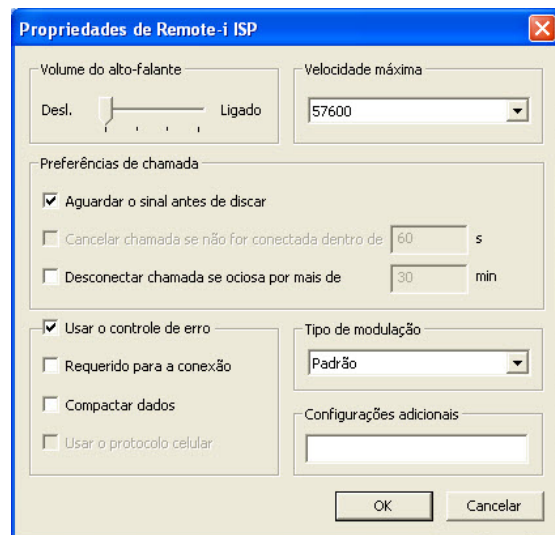 Propriedades de Remote-i ISP
Volume do alto-falante
Desl.
Ligado
Velocidade máxima
57600
Preferências de chamada
Aguardar o sinal antes de discar
Cancelar chamada se não for conectada dentro de 60 s
Desconectar chamada se ociosa por mais de 30 min
Usar o controle de erro
Requerido para a conexão
Compactar dados
Usar o protocolo celular
Tipo de modulação
Padrão
Configurações adicionais
OK
Cancelar